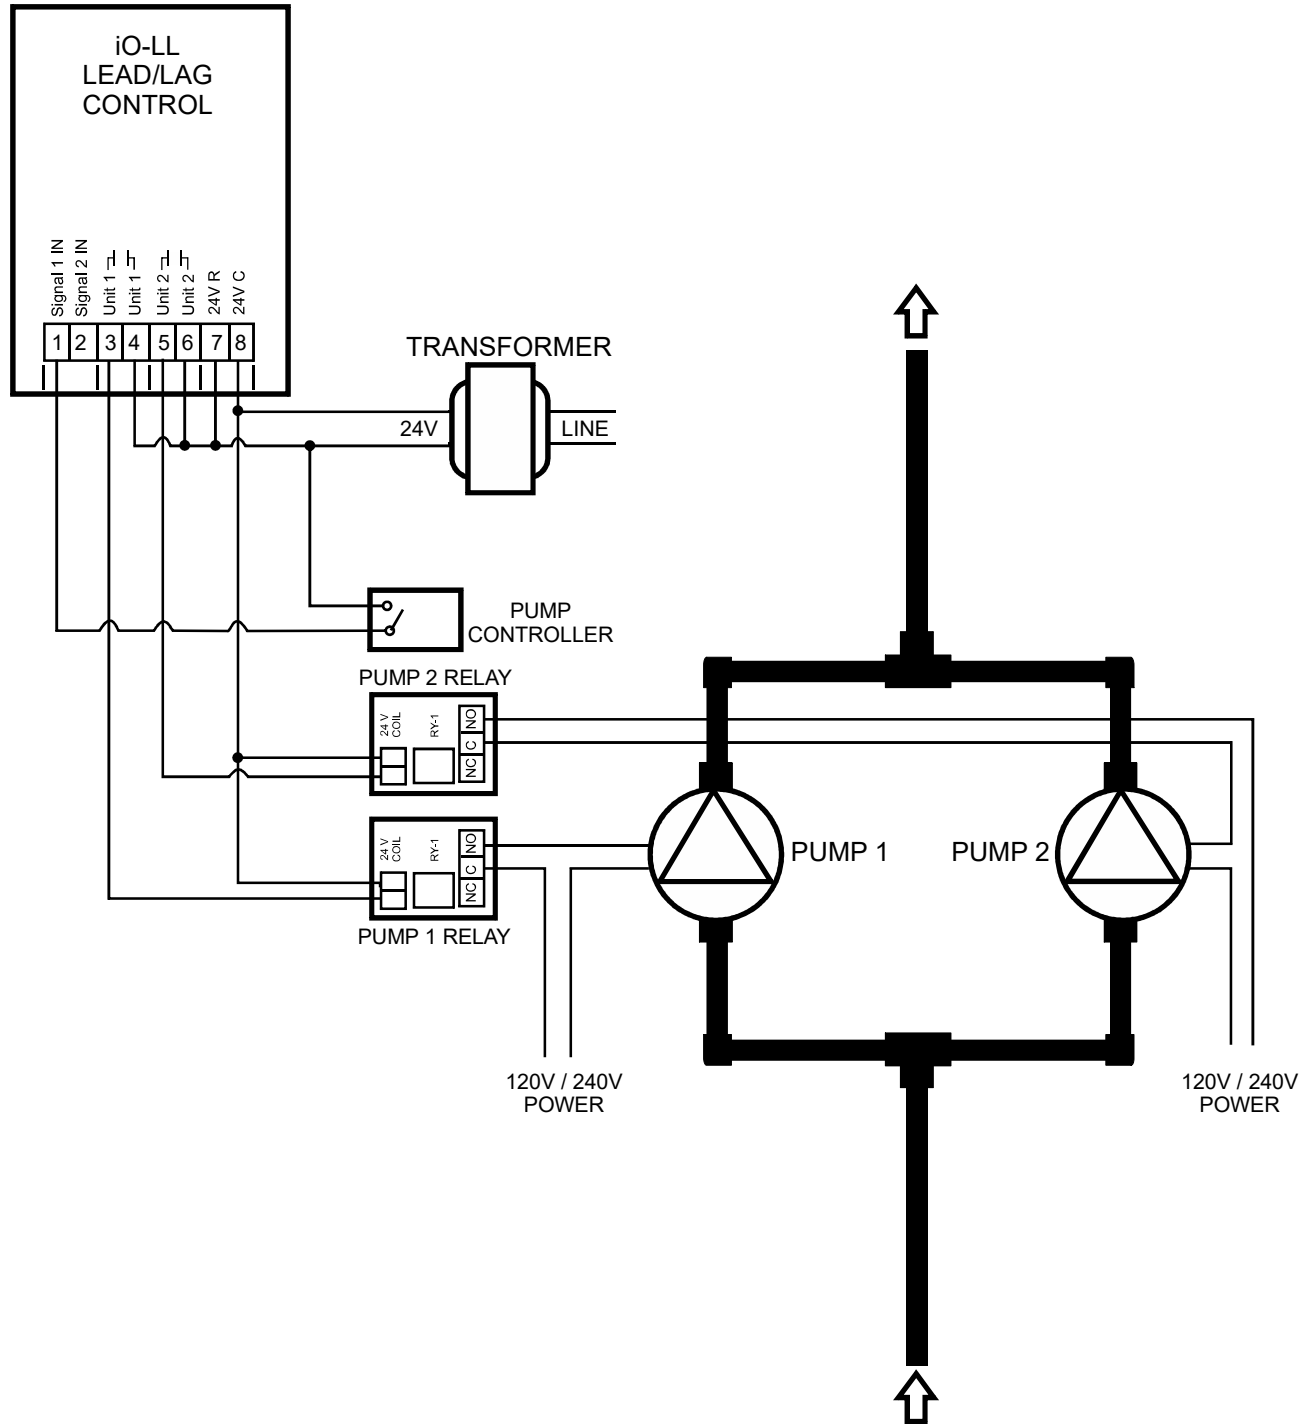 iO-LL
LEAD/LAG
CONTROL
Signal 1 IN
Signal 2 IN
Unit 1
Unit 1
Unit 2
Unit 2
24V R
24V C
1 2 3 4 5 6 7 8
TRANSFORMER
24V
LINE
PUMP
CONTROLLER
PUMP 2 RELAY
24 V
COIL
RY-1
NC C NO
24 V
COIL
RY-1
NC C NO
PUMP 1 RELAY
PUMP 1
PUMP 2
120V / 240V
POWER
120V / 240V
POWER